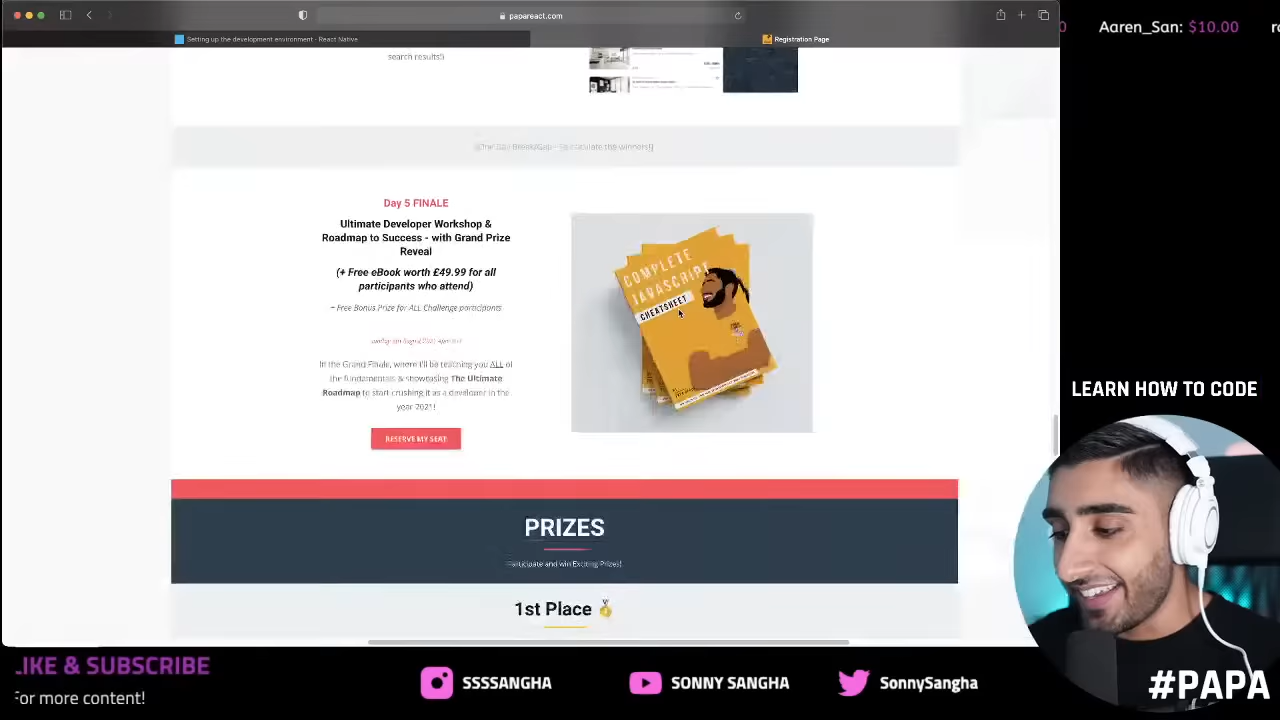 papareact.com
Aaren_San: $10.00
Setting up the development environment - React Native
Registration Page
search results!)
Day 5 FINALE
Ultimate Developer Workshop &
Roadmap to Success - with Grand Prize
Reveal
(+ Free eBook worth £49.99 for all
participants who attend)
+ Free Bonus Prize for ALL Challenge participants
In the Grand Finale, where I'll be teaching you ALL of
the fundamentals & showcasing The Ultimate
Roadmap to start crushing it as a developer in the
year 2021!
RESERVE MY SEAT
COMPLETE
JAVASCRIPT
CHEATSHEET
PRIZES
Participate and win Exciting Prizes!
1st Place
LEARN HOW TO CODE
LIKE & SUBSCRIBE
For more content!
SSSSANGHA
SONNY SANGHA
SonnySangha
#PAPA